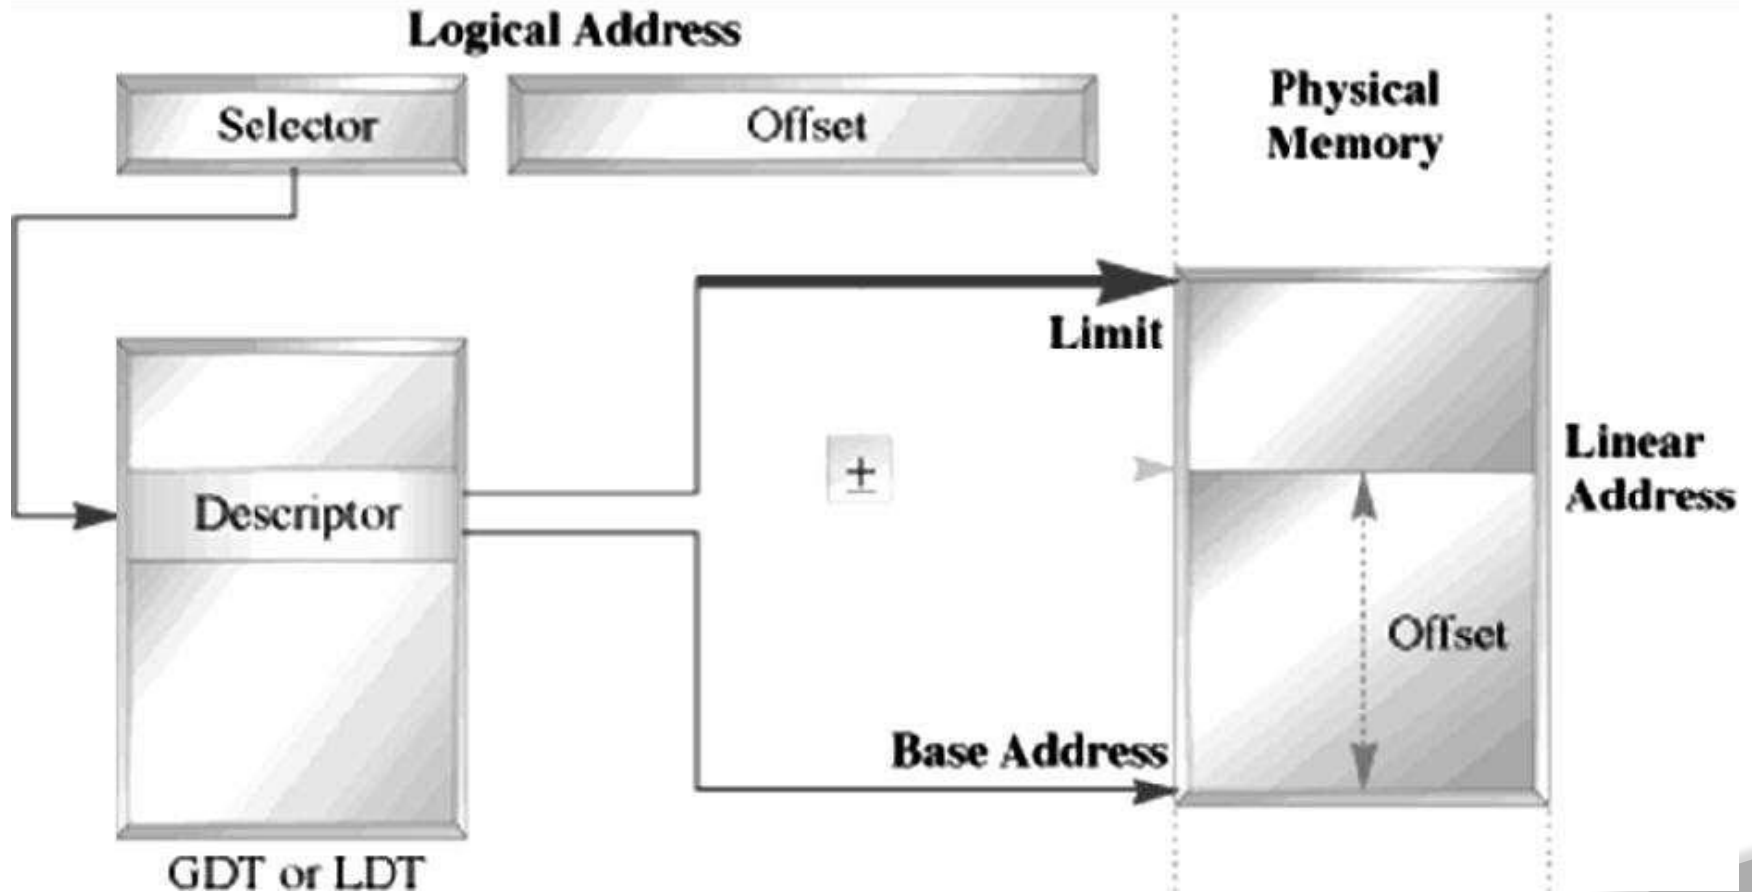 Logical Address
Selector
Offset
Physical
Memory
Limit
Linear
Address
±
Descriptor
Offset
Base Address
GDT or LDT